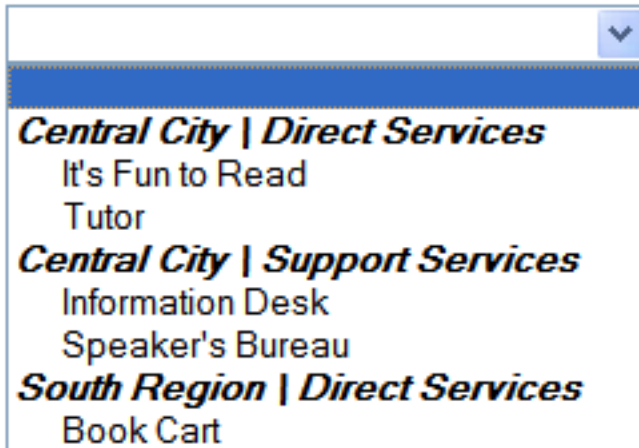 Central City | Direct Services
It's Fun to Read
Tutor
Central City | Support Services
Information Desk
Speaker's Bureau
South Region | Direct Services
Book Cart